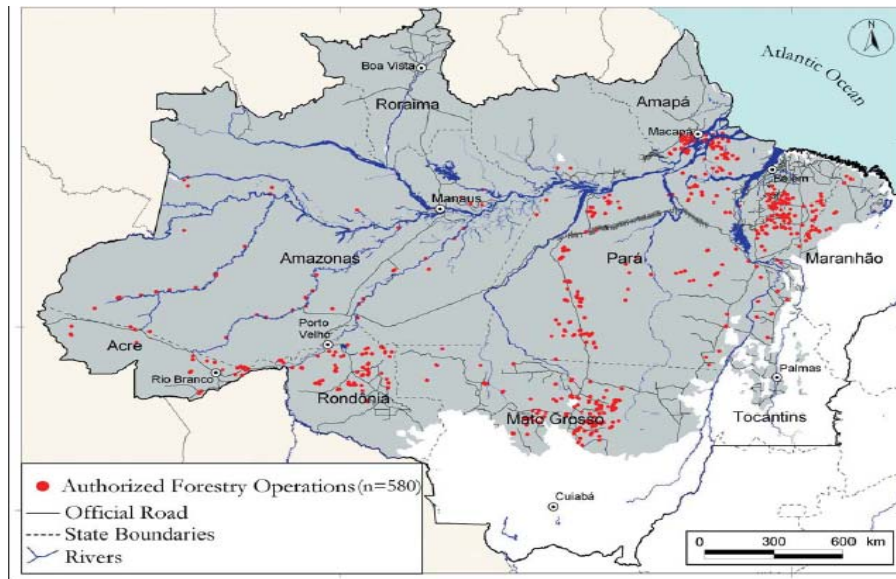 N
Atlantic Ocean
Boa Vista
Roraima
Amapá
Macapá
Belém
Manaus
Amazonas
Pará
Maranhão
Porto
Velho
Acre
Rio Branco
Rondônia
Palmas
Mato Grosso
Tocantins
Cuiabá
Authorized Forestry Operations (n=580)
Official Road
State Boundaries
Rivers
0 300 600 km